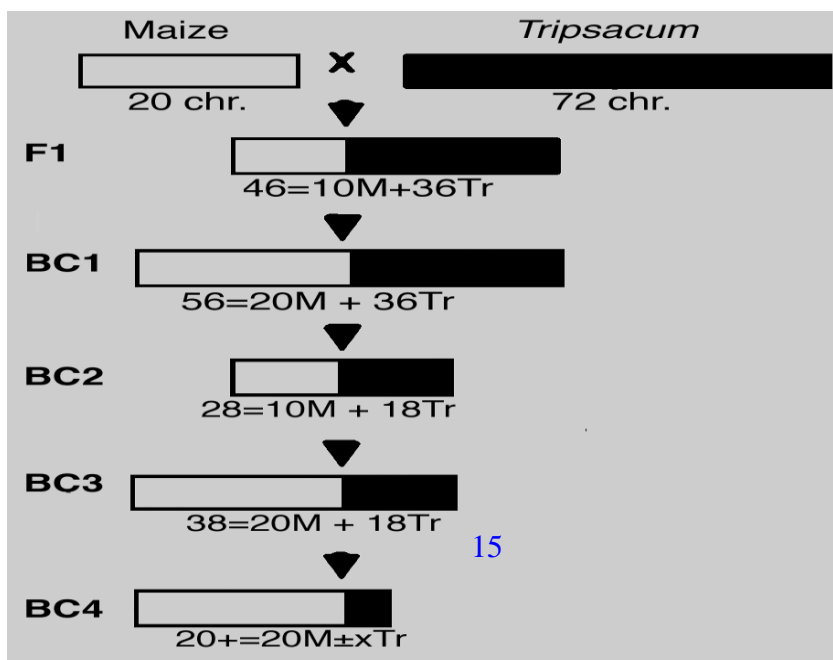 Maize Tripsacum
20 chr. 72 chr.
F1
46=10M+36Tr
BC1
56=20M + 36Tr
BC2
28=10M + 18Tr
BC3
38=20M + 18Tr
15
BC4
20+=20M±xTr